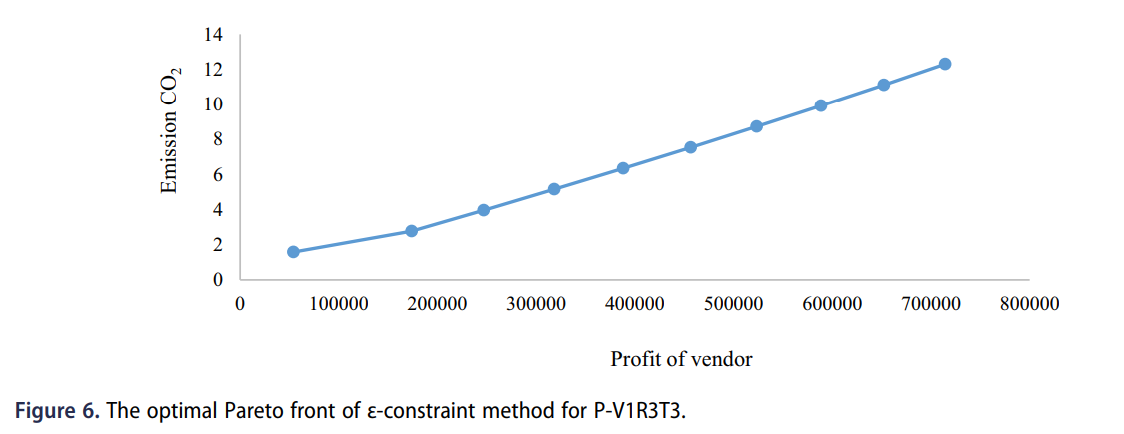 14
12
10
8
6
4
2
0
Emission CO₂
0 100000 200000 300000 400000 500000 600000 700000 800000
Profit of vendor
Figure 6. The optimal Pareto front of ε-constraint method for P-V1R3T3.